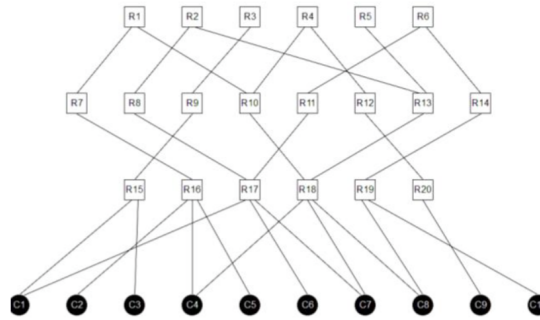 R1 R2 R3 R4 R5 R6
R7 R8 R9 R10 R11 R12 R13 R14
R15 R16 R17 R18 R19 R20
C1 C2 C3 C4 C5 C6 C7 C8 C9